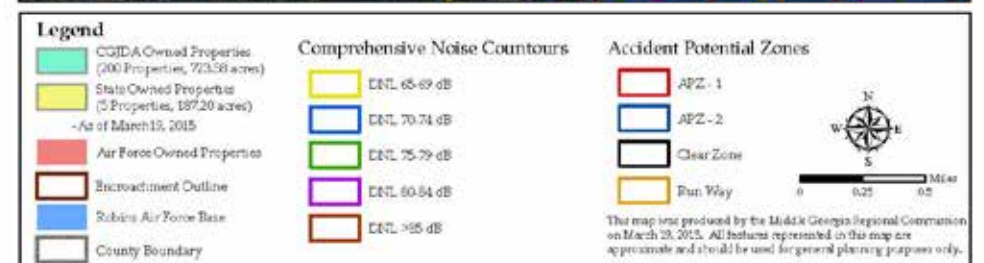 Legend
CGJDA Owned Properties
(200 Properties, 723.58 acres)
State Owned Properties
(5 Properties, 187.20 acres)
-As of March 19, 2015
Air Force Owned Properties
Encroachment Outline
Robins Air Force Base
County Boundary
Comprehensive Noise Countours
DNL 65-69 dB
DNL 70-74 dB
DNL 75-79 dB
DNL 80-84 dB
DNL >85 dB
Accident Potential Zones
APZ - 1
APZ - 2
Clear Zone
Run Way
N
W E
S
Miles
0 0.25 0.5
This map was produced by the Middle Georgia Regional Commission
on March 19, 2015. All features represented in this map are
approximate and should be used for general planning purposes only.